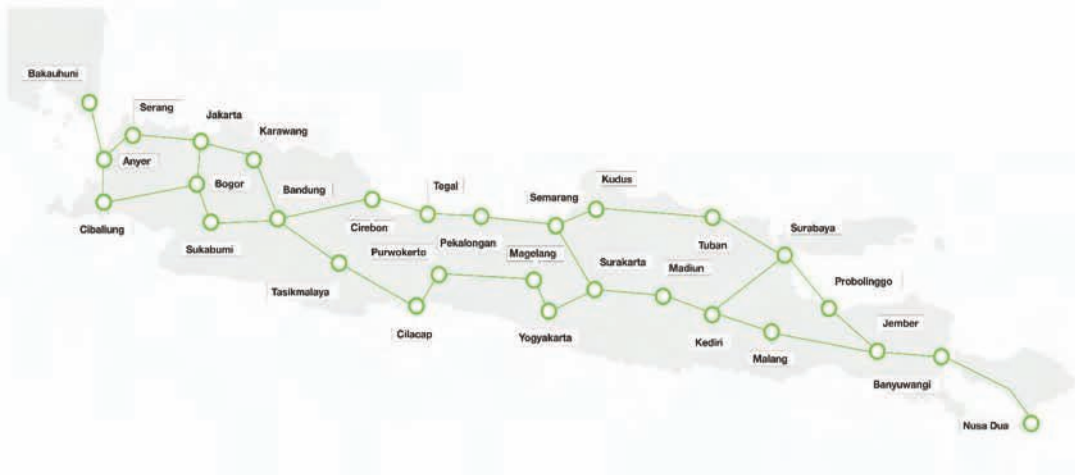 Bakauhuni
Serang
Jakarta
Karawang
Anyer
Bogor
Bandung
Cibaliung
Sukabumi
Cirebon
Tegal
Pekalongan
Purwokerto
Tasikmalaya
Cilacap
Magelang
Yogyakarta
Semarang
Kudus
Surakarta
Madiun
Tuban
Surabaya
Kediri
Malang
Probolinggo
Jember
Banyuwangi
Nusa Dua